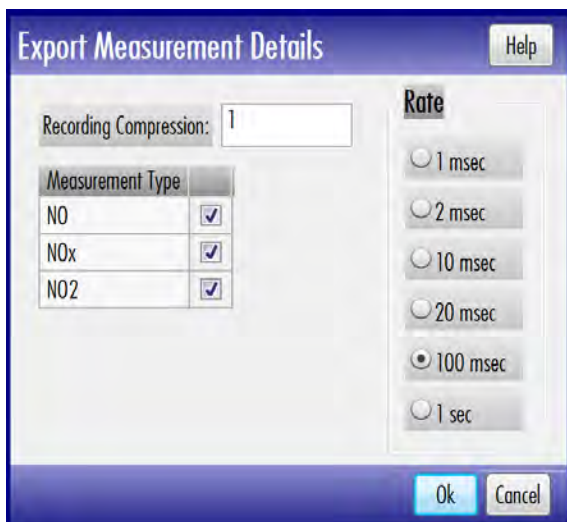 Export Measurement Details
Help
Recording Compression: 1
Measurement Type
NO
NOx
NO2
Rate
1 msec
2 msec
10 msec
20 msec
100 msec
1 sec
Ok
Cancel